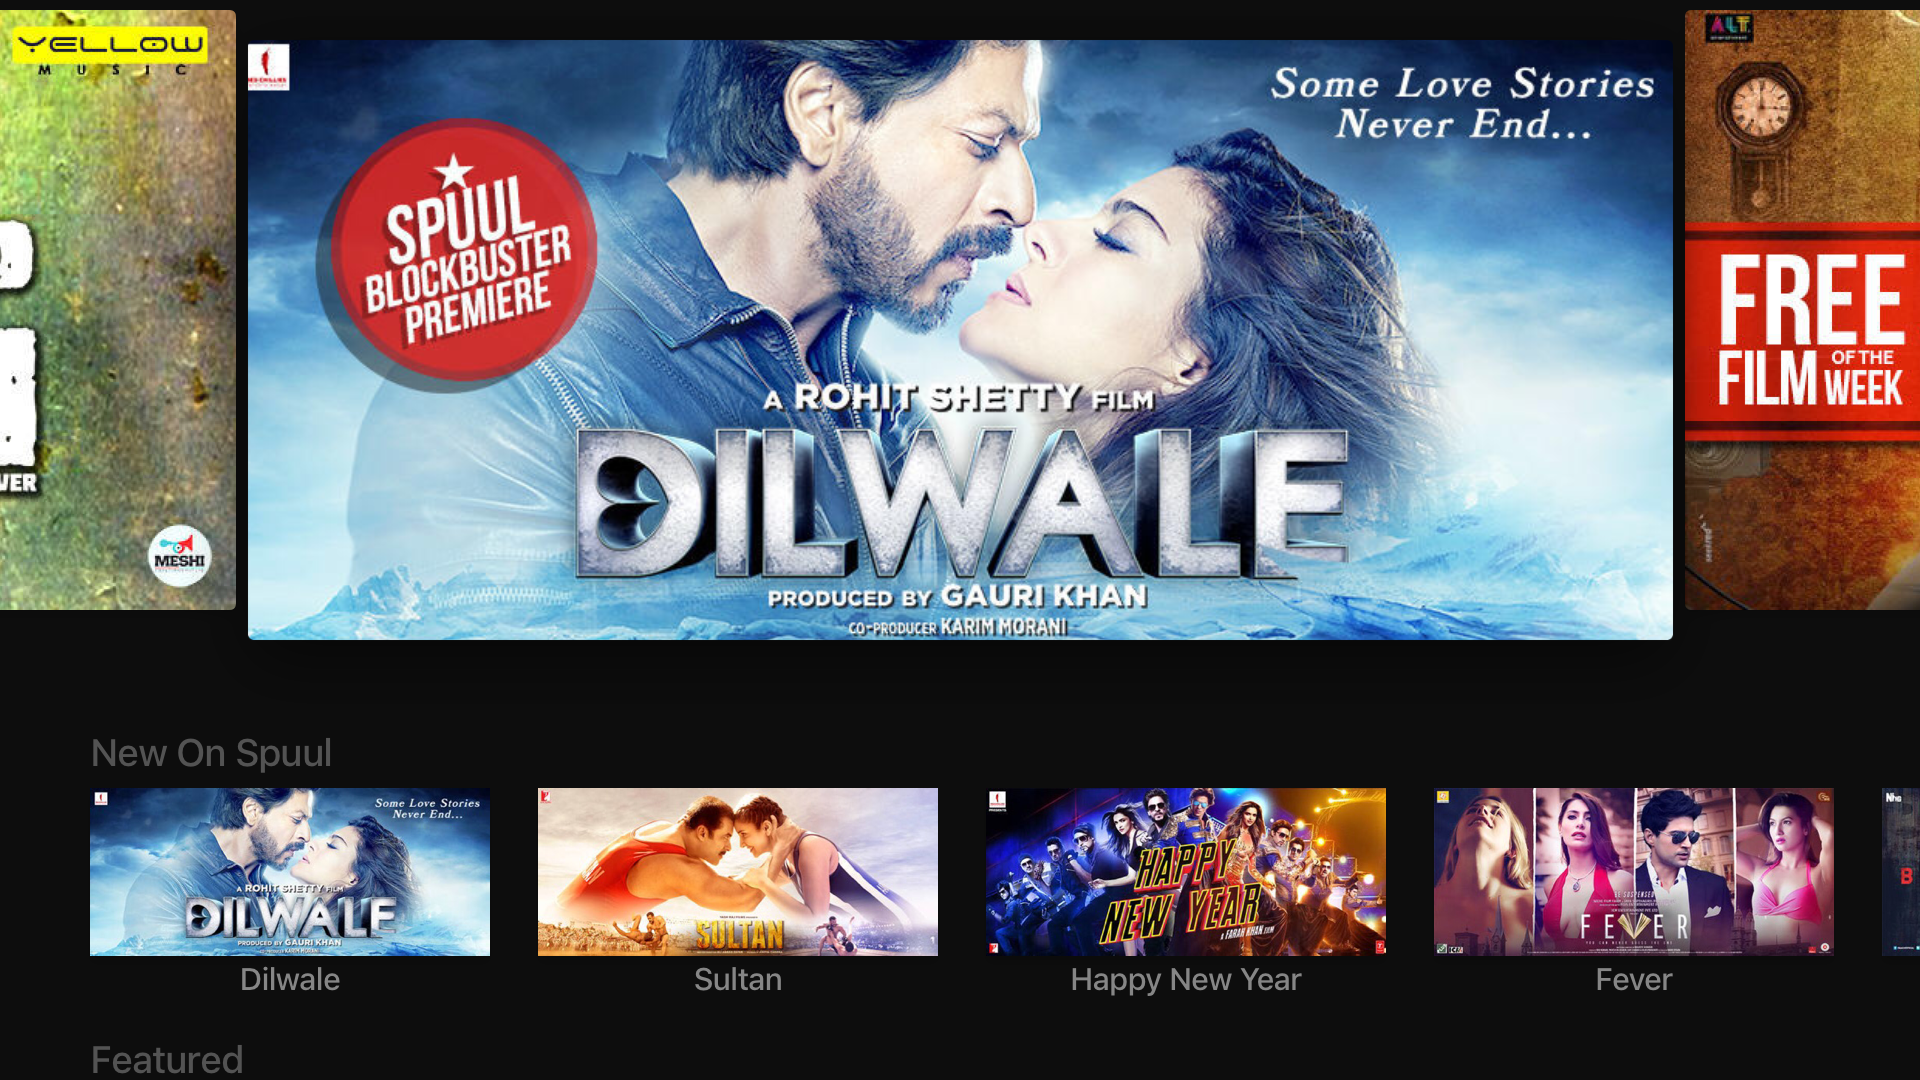 YELLOW
MUSIC
VER
MESHI
RED CHILLIES
SPUUL
BLOCKBUSTER
PREMIERE
Some Love Stories
Never End...
A ROHIT SHETTY FILM
DILWALE
PRODUCED BY GAURI KHAN
CO-PRODUCER KARIM MORANI
ALT
FREE
FILM OF THE
WEEK
New On Spuul
Some Love Stories
Never End...
A ROHIT SHETTY FILM
DILWALE
PRODUCED BY GAURI KHAN
Dilwale
SULTAN
Sultan
HAPPY
NEW YEAR
A FARAH KHAN FILM
Happy New Year
FEVER
Fever
B
Featured